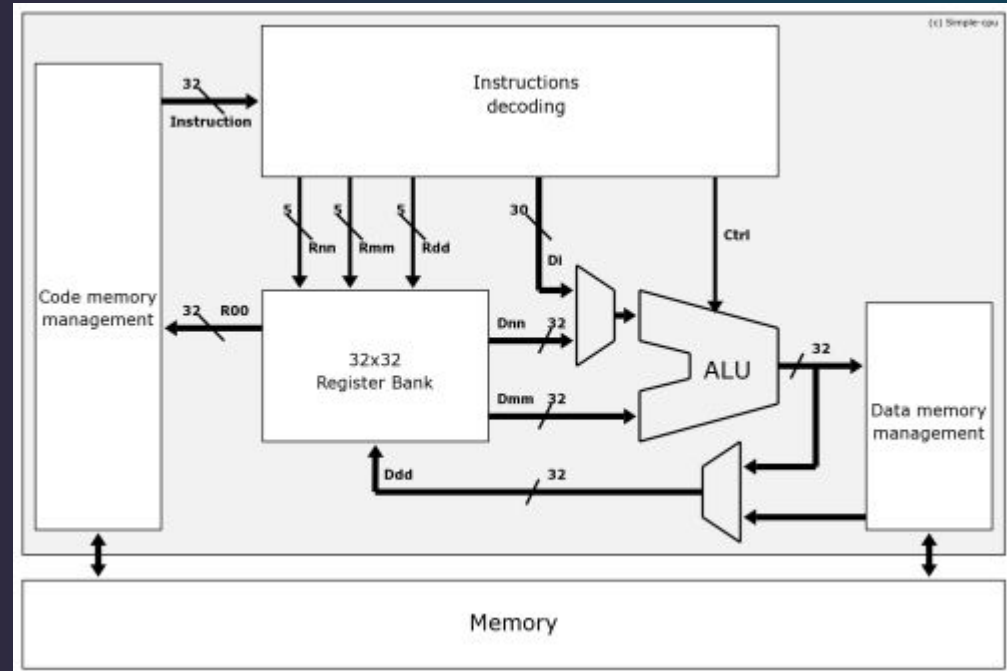 (c) Simple-cpu
Instructions
decoding
32
Instruction
5
5
5
30
Rnn
Rmm
Rdd
DI
Ctrl
Code memory
management
32
R00
32x32
Register Bank
Dnn
32
Dmm
32
ALU
32
Data memory
management
Ddd
32
Memory